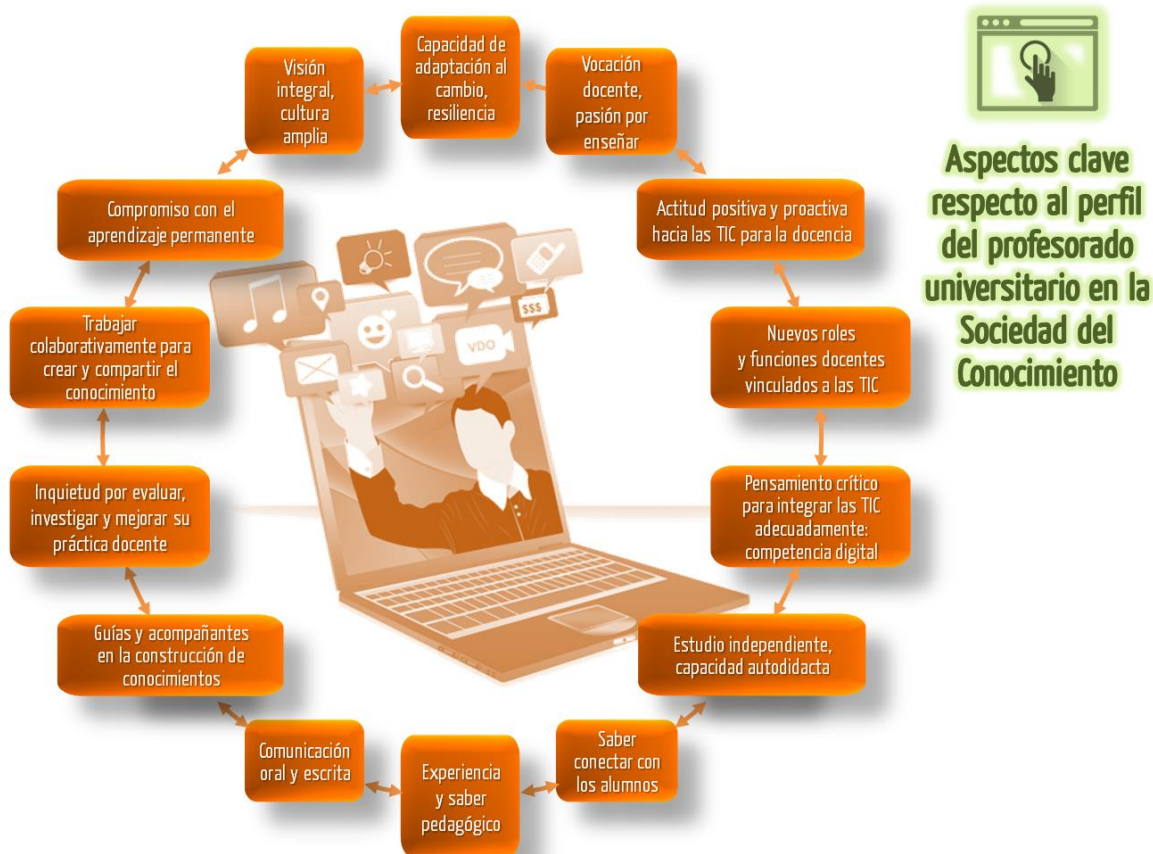 Capacidad de
adaptación al
cambio,
resiliencia
Vocación
docente,
pasión por
enseñar
Actitud positiva y proactiva
hacia las TIC para la docencia
Nuevos roles
y funciones docentes
vinculados a las TIC
Pensamiento crítico
para integrar las TIC
adecuadamente:
competencia digital
Estudio independiente,
capacidad autodidacta
Saber
conectar con
los alumnos
Experiencia
y saber
pedagógico
Comunicación
oral y escrita
Guías y acompañantes
en la construcción de
conocimientos
Inquietud por evaluar,
investigar y mejorar su
práctica docente
Trabajar
colaborativamente para
crear y compartir el
conocimiento
Compromiso con el
aprendizaje permanente
Visión
integral,
cultura
amplia
$$$
VDO
Aspectos clave
respecto al perfil
del profesorado
universitario en la
Sociedad del
Conocimiento